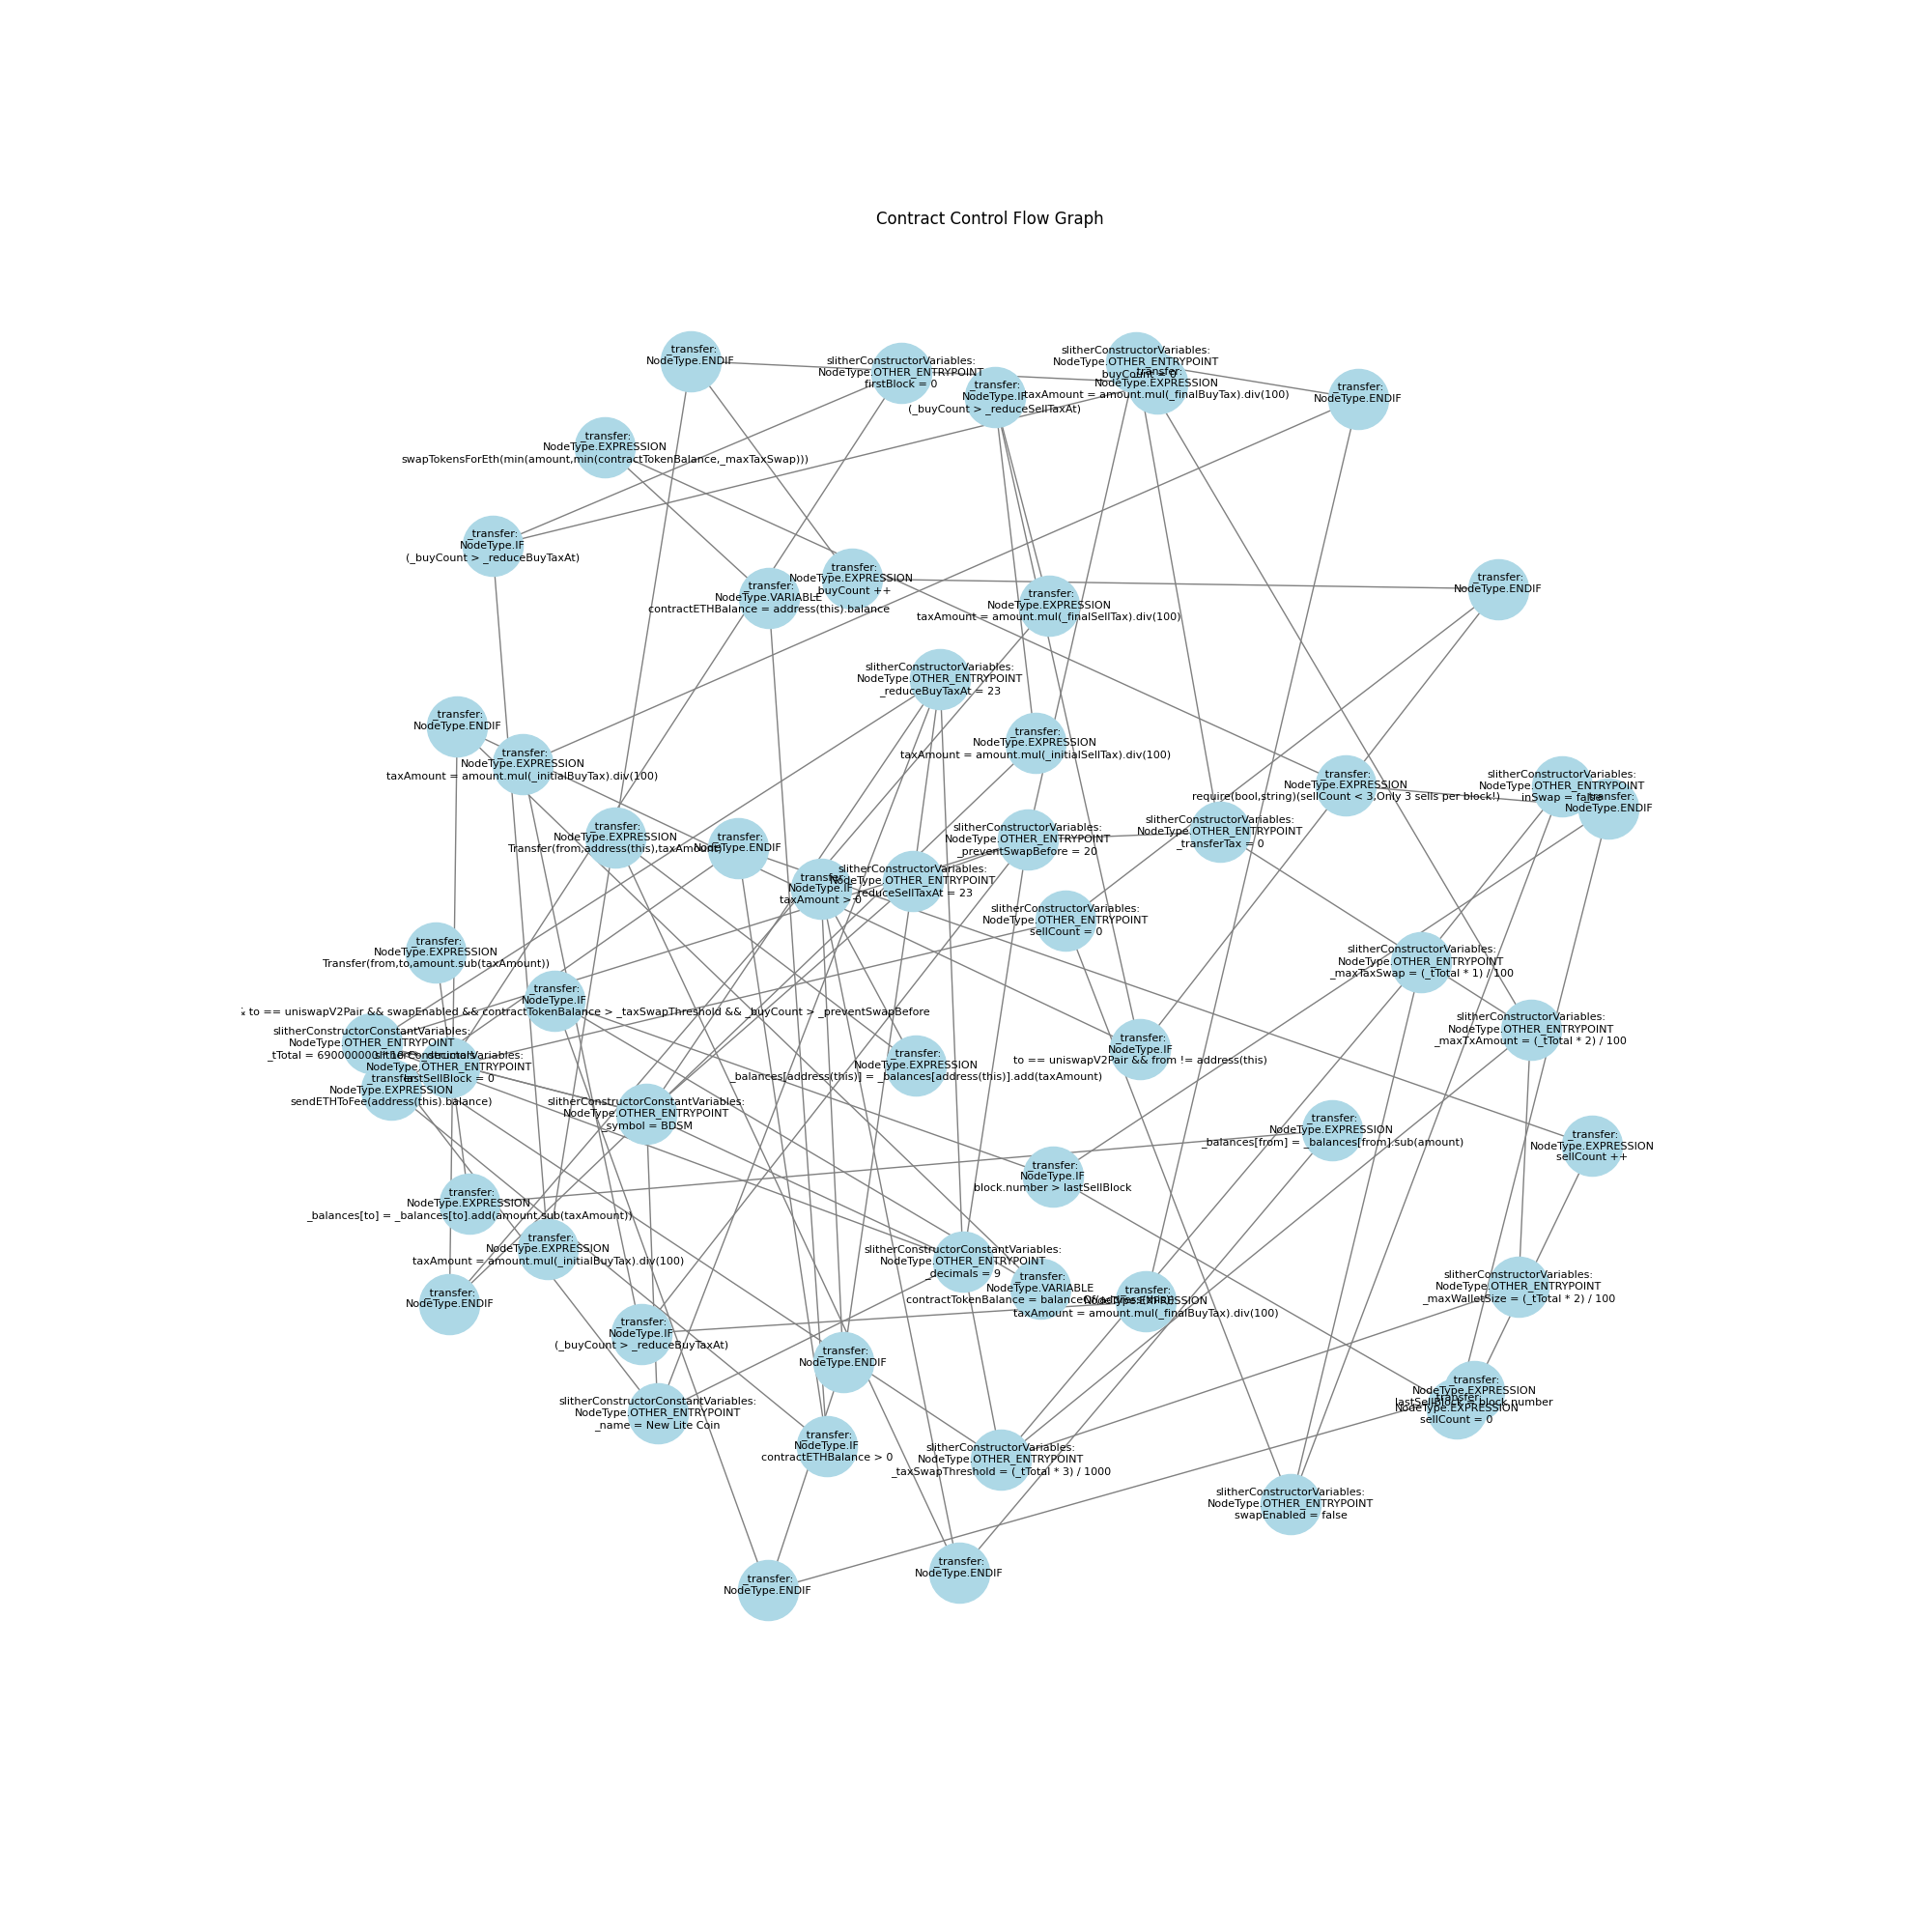 Contract Control Flow Graph
_transfer:
NodeType.ENDIF
slitherConstructorVariables:
NodeType.OTHER_ENTRYPOINT
firstBlock = 0
_transfer:
NodeType.IF
(_buyCount > _reduceSellTaxAt)
slitherConstructorVariables:
NodeType.OTHER_ENTRYPOINT
_buyCount = 0
_transfer:
NodeType.EXPRESSION
taxAmount = amount.mul(_finalBuyTax).div(100)
_transfer:
NodeType.ENDIF
_transfer:
NodeType.EXPRESSION
swapTokensForEth(min(amount,min(contractTokenBalance,_maxTaxSwap)))
_transfer:
NodeType.IF
(_buyCount > _reduceBuyTaxAt)
_transfer:
NodeType.EXPRESSION
_buyCount ++
_transfer:
NodeType.VARIABLE
contractETHBalance = address(this).balance
_transfer:
NodeType.EXPRESSION
taxAmount = amount.mul(_finalSellTax).div(100)
_transfer:
NodeType.ENDIF
slitherConstructorVariables:
NodeType.OTHER_ENTRYPOINT
_reduceBuyTaxAt = 23
_transfer:
NodeType.ENDIF
_transfer:
NodeType.EXPRESSION
taxAmount = amount.mul(_initialBuyTax).div(100)
_transfer:
NodeType.EXPRESSION
taxAmount = amount.mul(_initialSellTax).div(100)
_transfer:
NodeType.EXPRESSION
require(bool,string)(sellCount < 3,Only 3 sells per block!)
slitherConstructorVariables:
NodeType.OTHER_ENTRYPOINT
inSwap = false
_transfer:
NodeType.ENDIF
_transfer:
NodeType.EXPRESSION
Transfer(from,address(this),taxAmount)
_transfer:
NodeType.ENDIF
slitherConstructorVariables:
NodeType.OTHER_ENTRYPOINT
_preventSwapBefore = 20
slitherConstructorVariables:
NodeType.OTHER_ENTRYPOINT
_transferTax = 0
_transfer:
NodeType.IF
taxAmount > 0
slitherConstructorVariables:
NodeType.OTHER_ENTRYPOINT
_reduceSellTaxAt = 23
slitherConstructorVariables:
NodeType.OTHER_ENTRYPOINT
sellCount = 0
_transfer:
NodeType.EXPRESSION
Transfer(from,to,amount.sub(taxAmount))
slitherConstructorVariables:
NodeType.OTHER_ENTRYPOINT
_maxTaxSwap = (_tTotal * 1) / 100
_transfer:
NodeType.IF
to == uniswapV2Pair && swapEnabled && contractTokenBalance > _taxSwapThreshold && _buyCount > _preventSwapBefore
slitherConstructorConstantVariables:
NodeType.OTHER_ENTRYPOINT
_tTotal = 690000000 * 10 ** _decimals
slitherConstructorVariables:
NodeType.OTHER_ENTRYPOINT
lastSellBlock = 0
_transfer:
NodeType.EXPRESSION
sendETHToFee(address(this).balance)
_transfer:
NodeType.EXPRESSION
_balances[address(this)] = _balances[address(this)].add(taxAmount)
_transfer:
NodeType.IF
to == uniswapV2Pair && from != address(this)
slitherConstructorVariables:
NodeType.OTHER_ENTRYPOINT
_maxTxAmount = (_tTotal * 2) / 100
slitherConstructorConstantVariables:
NodeType.OTHER_ENTRYPOINT
_symbol = BDSM
_transfer:
NodeType.EXPRESSION
_balances[from] = _balances[from].sub(amount)
_transfer:
NodeType.EXPRESSION
sellCount ++
_transfer:
NodeType.IF
block.number > lastSellBlock
_transfer:
NodeType.EXPRESSION
_balances[to] = _balances[to].add(amount.sub(taxAmount))
_transfer:
NodeType.EXPRESSION
taxAmount = amount.mul(_initialBuyTax).div(100)
slitherConstructorConstantVariables:
NodeType.OTHER_ENTRYPOINT
_decimals = 9
_transfer:
NodeType.VARIABLE
contractTokenBalance = balanceOf(address(this))
_transfer:
NodeType.EXPRESSION
taxAmount = amount.mul(_finalBuyTax).div(100)
slitherConstructorVariables:
NodeType.OTHER_ENTRYPOINT
_maxWalletSize = (_tTotal * 2) / 100
_transfer:
NodeType.ENDIF
_transfer:
NodeType.IF
(_buyCount > _reduceBuyTaxAt)
_transfer:
NodeType.ENDIF
_transfer:
NodeType.EXPRESSION
lastSellBlock = block.number
_transfer:
NodeType.EXPRESSION
sellCount = 0
slitherConstructorConstantVariables:
NodeType.OTHER_ENTRYPOINT
_name = New Lite Coin
_transfer:
NodeType.IF
contractETHBalance > 0
slitherConstructorVariables:
NodeType.OTHER_ENTRYPOINT
_taxSwapThreshold = (_tTotal * 3) / 1000
slitherConstructorVariables:
NodeType.OTHER_ENTRYPOINT
swapEnabled = false
_transfer:
NodeType.ENDIF
_transfer:
NodeType.ENDIF